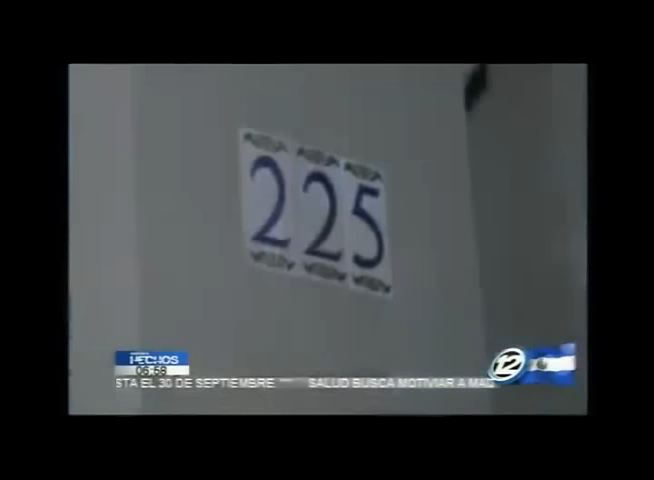 225
HECHOS
06:58
STA EL 30 DE SEPTIEMBRE
SALUD BUSCA MOTIVIAR A MAD
12